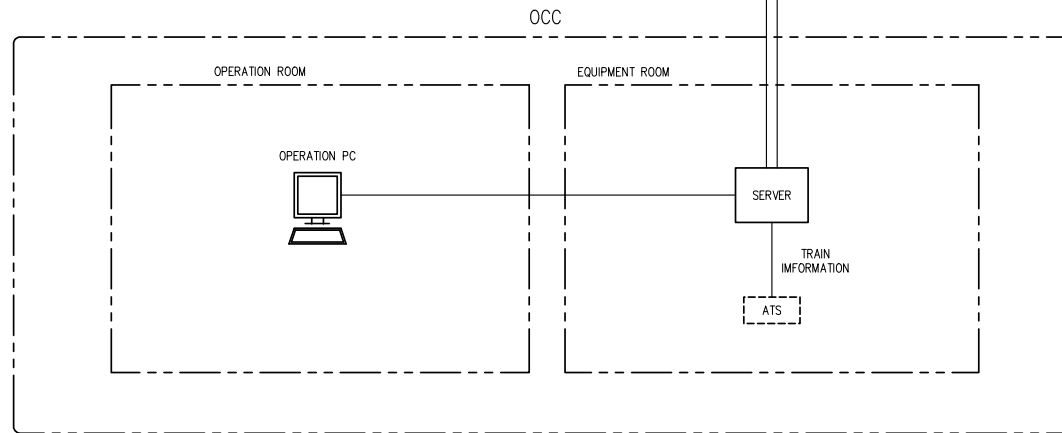 OCC
OPERATION ROOM
EQUIPMENT ROOM
OPERATION PC
SERVER
TRAIN
IMFORMATION
ATS